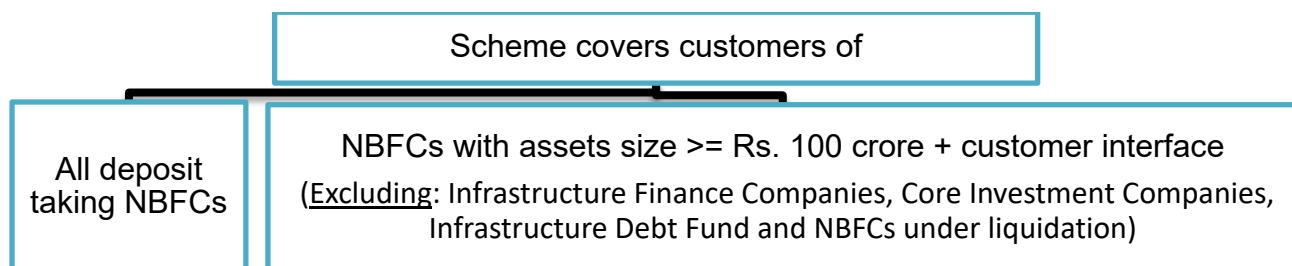 Scheme covers customers of
All deposit
taking NBFCs
NBFCs with assets size >= Rs. 100 crore + customer interface
(Excluding: Infrastructure Finance Companies, Core Investment Companies,
Infrastructure Debt Fund and NBFCs under liquidation)